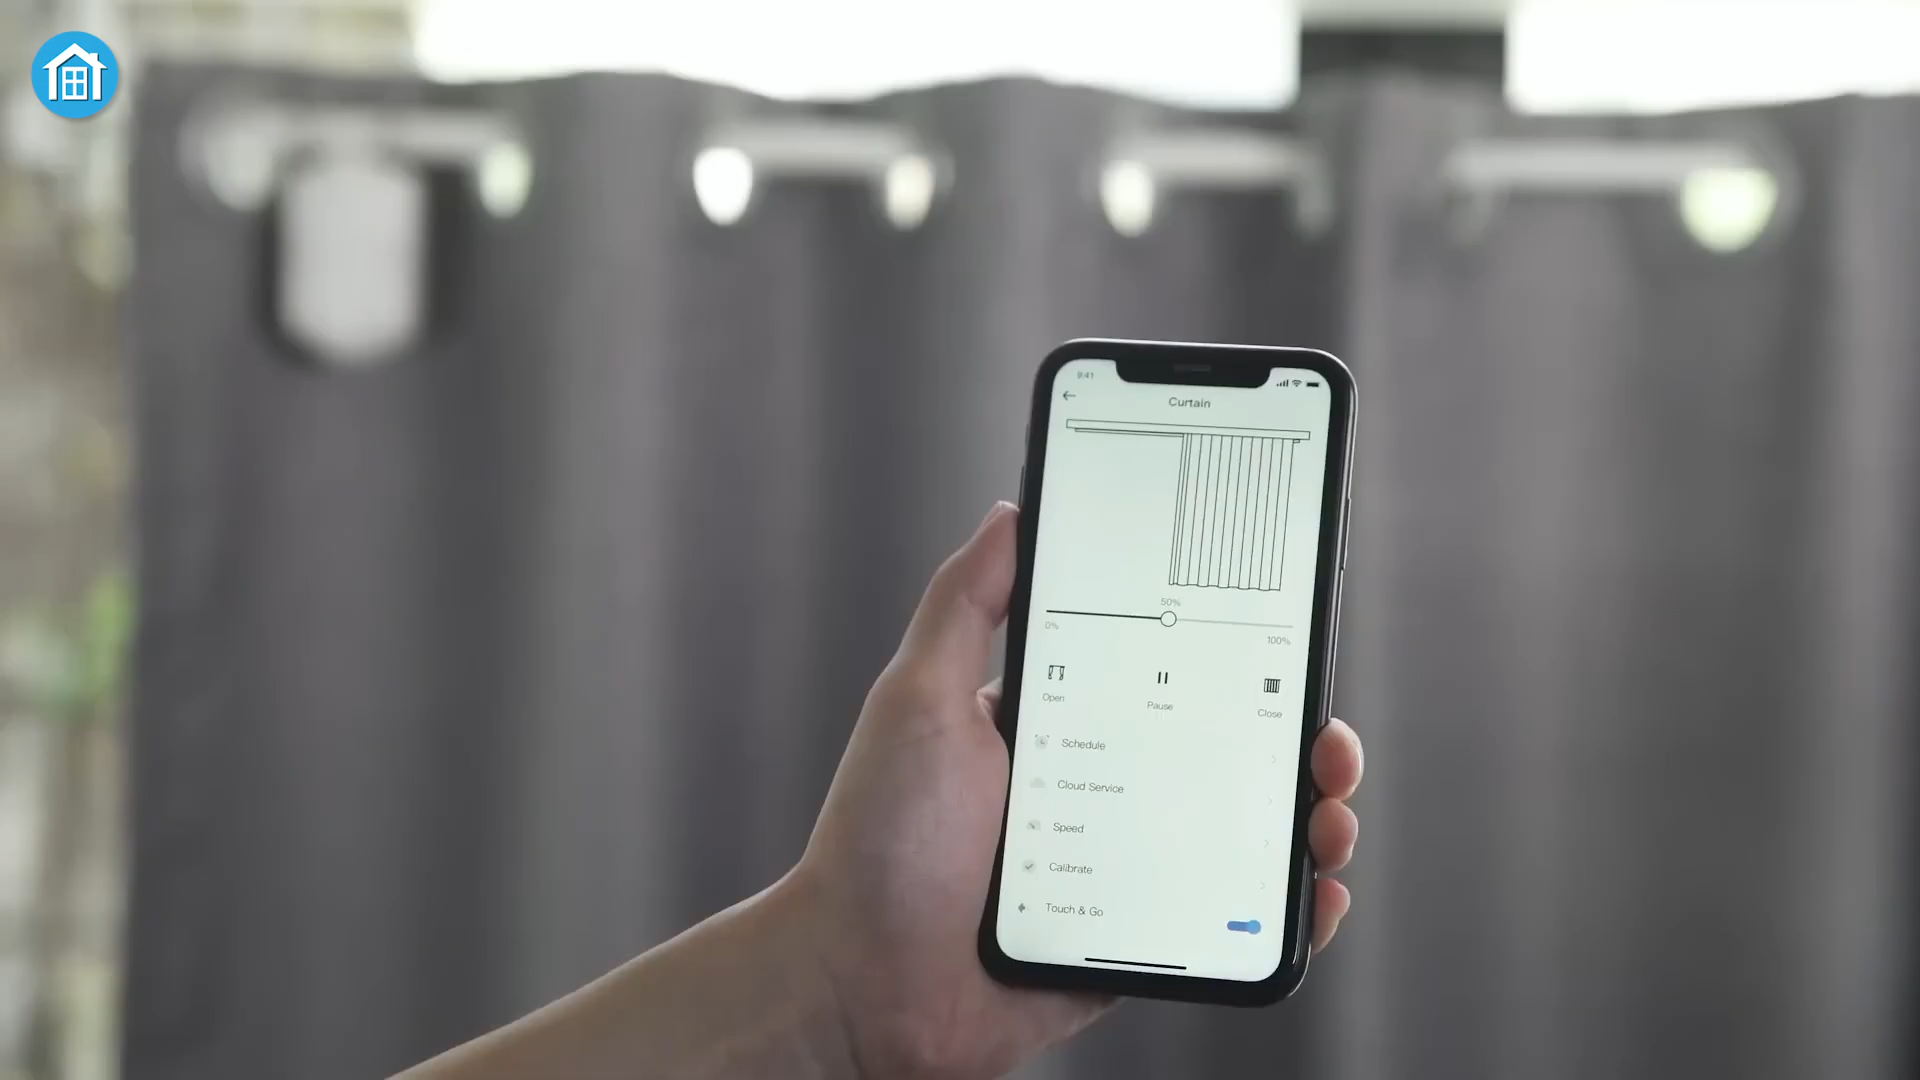 9:41
Curtain
50%
0%
100%
Open
Pause
Close
Schedule
Cloud Service
Speed
Calibrate
Touch & Go